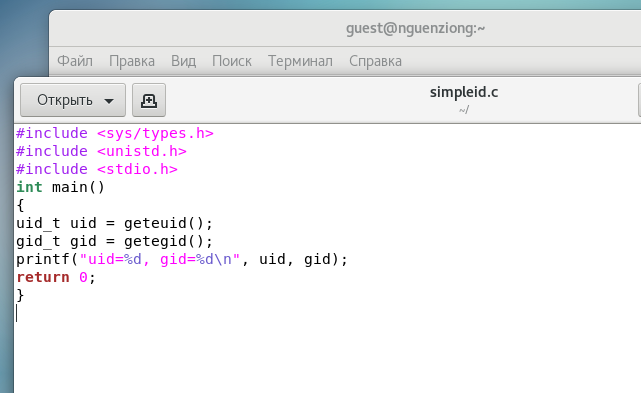 guest@nguenziong:~
Файл Правка Вид Поиск Терминал Справка
Открыть
simpleid.c
~/
#include <sys/types.h>
#include <unistd.h>
#include <stdio.h>
int main()
{
uid_t uid = geteuid();
gid_t gid = getegid();
printf("uid=%d, gid=%d\n", uid, gid);
return 0;
}